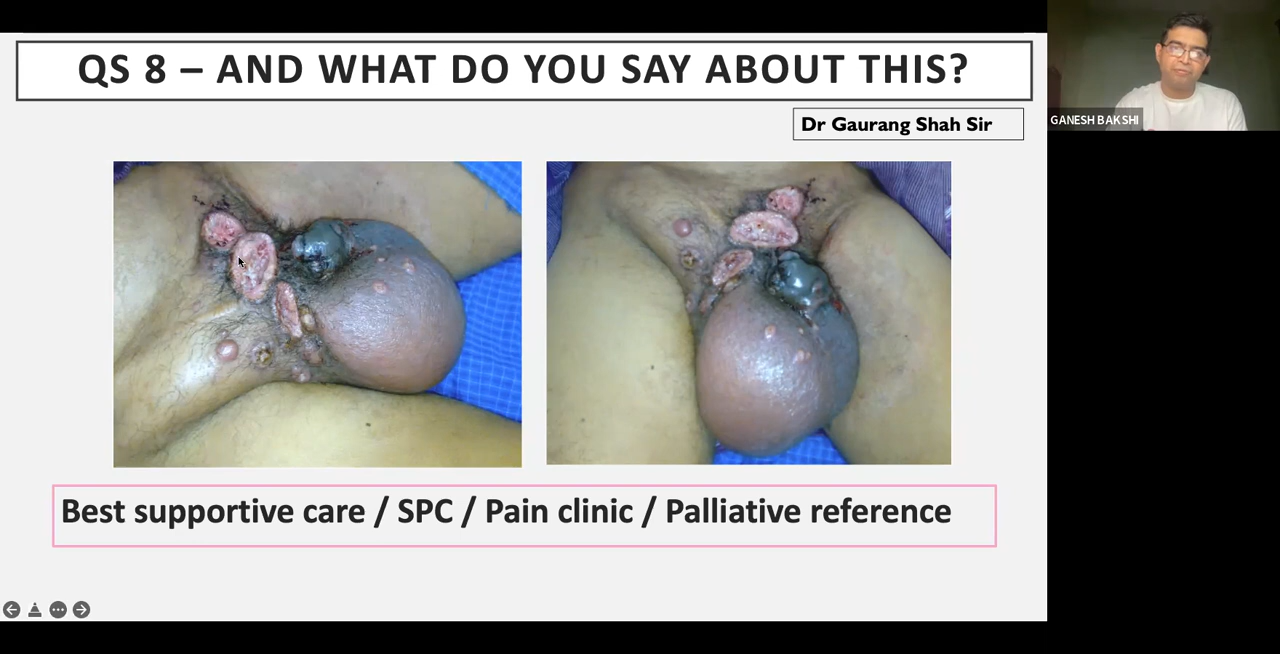 QS 8 – AND WHAT DO YOU SAY ABOUT THIS?
Dr Gaurang Shah Sir
GANESH BAKSHI
Best supportive care / SPC / Pain clinic / Palliative reference